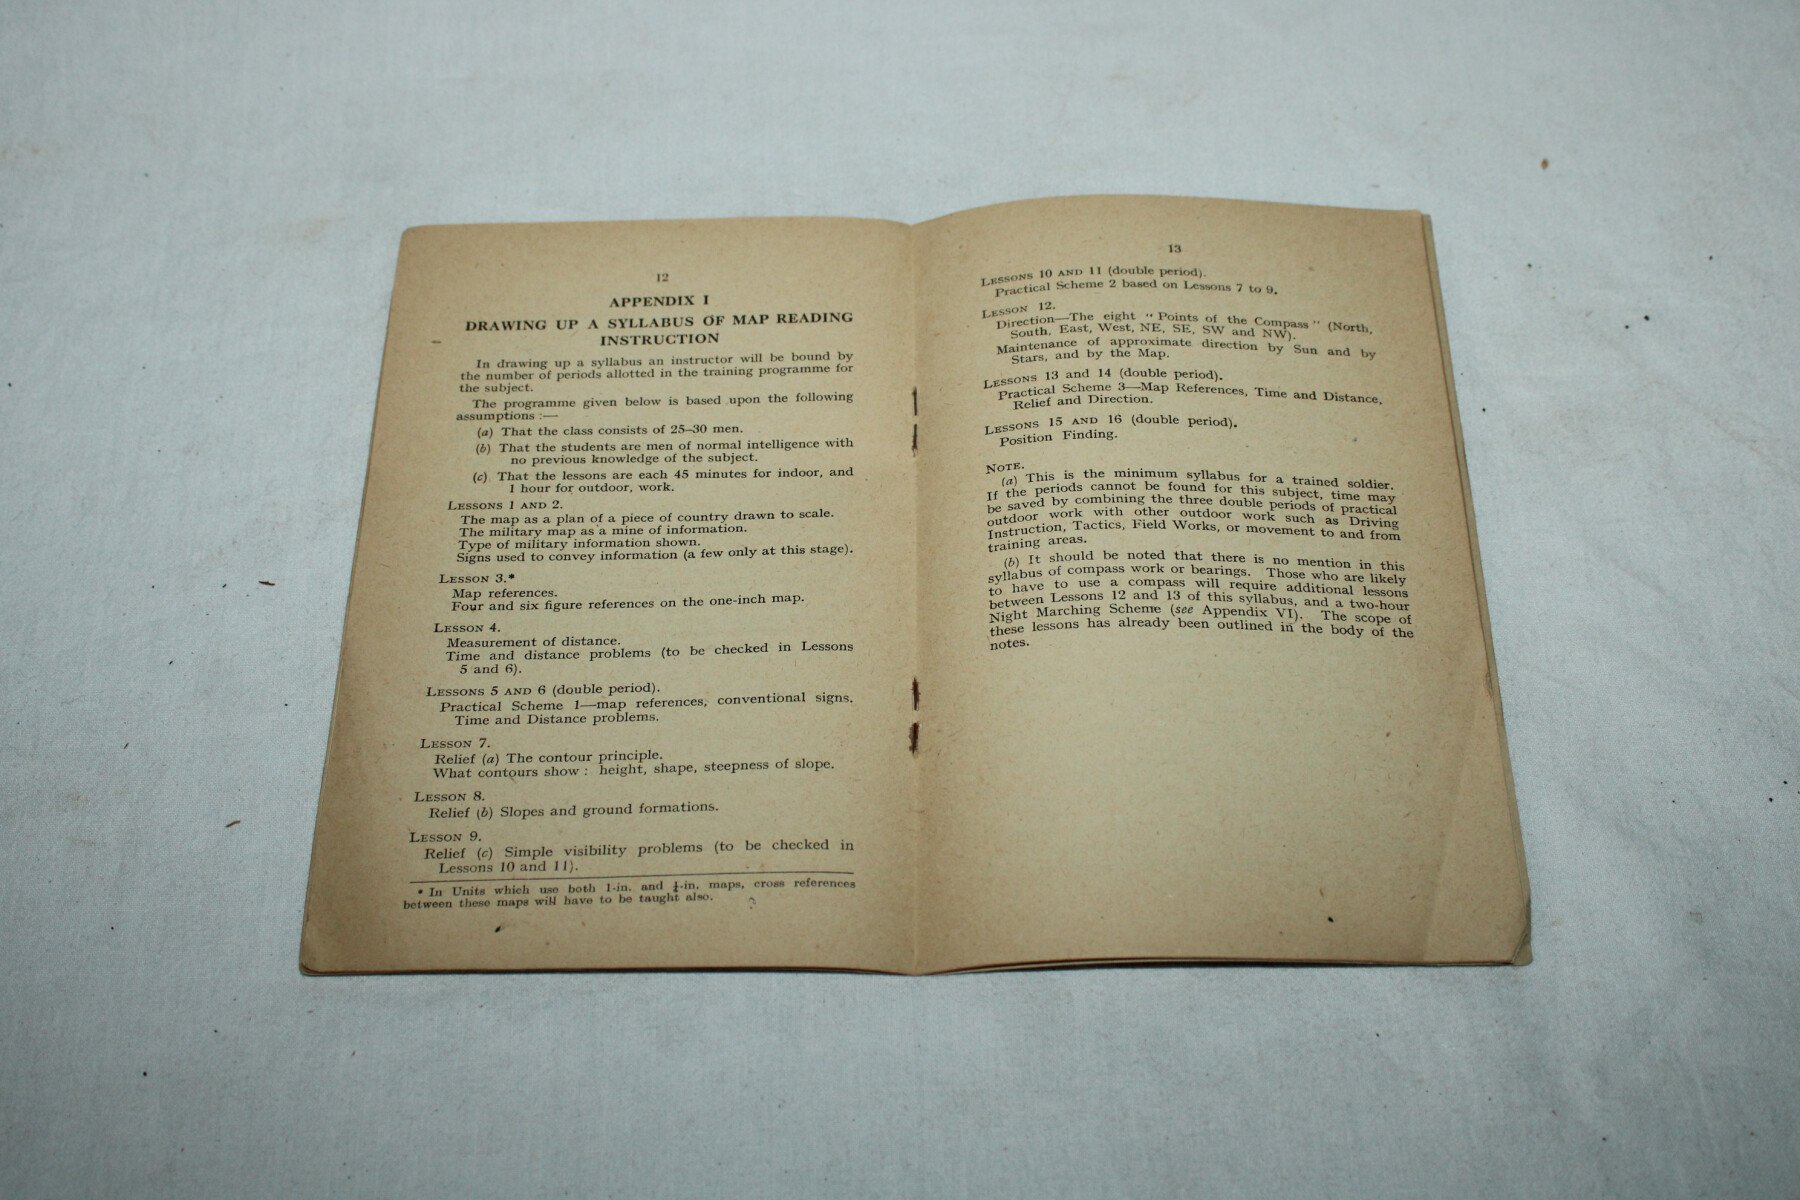 12
APPENDIX I
DRAWING UP A SYLLABUS OF MAP READING
INSTRUCTION
In drawing up a syllabus an instructor will be bound by
the number of periods allotted in the training programme for
the subject.
The programme given below is based upon the following
assumptions :—
(a) That the class consists of 25–30 men.
(b) That the students are men of normal intelligence with
no previous knowledge of the subject.
(c) That the lessons are each 45 minutes for indoor, and
1 hour for outdoor, work.
LESSONS 1 AND 2.
The map as a plan of a piece of country drawn to scale.
The military map as a mine of information.
Type of military information shown.
Signs used to convey information (a few only at this stage).
LESSON 3.*
Map references.
Four and six figure references on the one-inch map.
LESSON 4.
Measurement of distance.
Time and distance problems (to be checked in Lessons
5 and 6).
LESSONS 5 AND 6 (double period).
Practical Scheme 1—map references, conventional signs.
Time and Distance problems.
LESSON 7.
Relief (a) The contour principle.
What contours show : height, shape, steepness of slope.
LESSON 8.
Relief (b) Slopes and ground formations.
LESSON 9.
Relief (c) Simple visibility problems (to be checked in
Lessons 10 and 11).
* In Units which use both 1-in. and ¼-in. maps, cross references
between these maps will have to be taught also.
13
LESSONS 10 AND 11 (double period).
Practical Scheme 2 based on Lessons 7 to 9.
LESSON 12.
Direction—The eight "Points of the Compass" (North,
South, East, West, NE, SE, SW and NW).
Maintenance of approximate direction by Sun and by
Stars, and by the Map.
LESSONS 13 and 14 (double period).
Practical Scheme 3—Map References, Time and Distance,
Relief and Direction.
LESSONS 15 AND 16 (double period).
Position Finding.
NOTE.
(a) This is the minimum syllabus for a trained soldier.
If the periods cannot be found for this subject, time may
be saved by combining the three double periods of practical
outdoor work with other outdoor work such as Driving
Instruction, Tactics, Field Works, or movement to and from
training areas.
(b) It should be noted that there is no mention in this
syllabus of compass work or bearings. Those who are likely
to have to use a compass will require additional lessons
between Lessons 12 and 13 of this syllabus, and a two-hour
Night Marching Scheme (see Appendix VI). The scope of
these lessons has already been outlined in the body of the
notes.